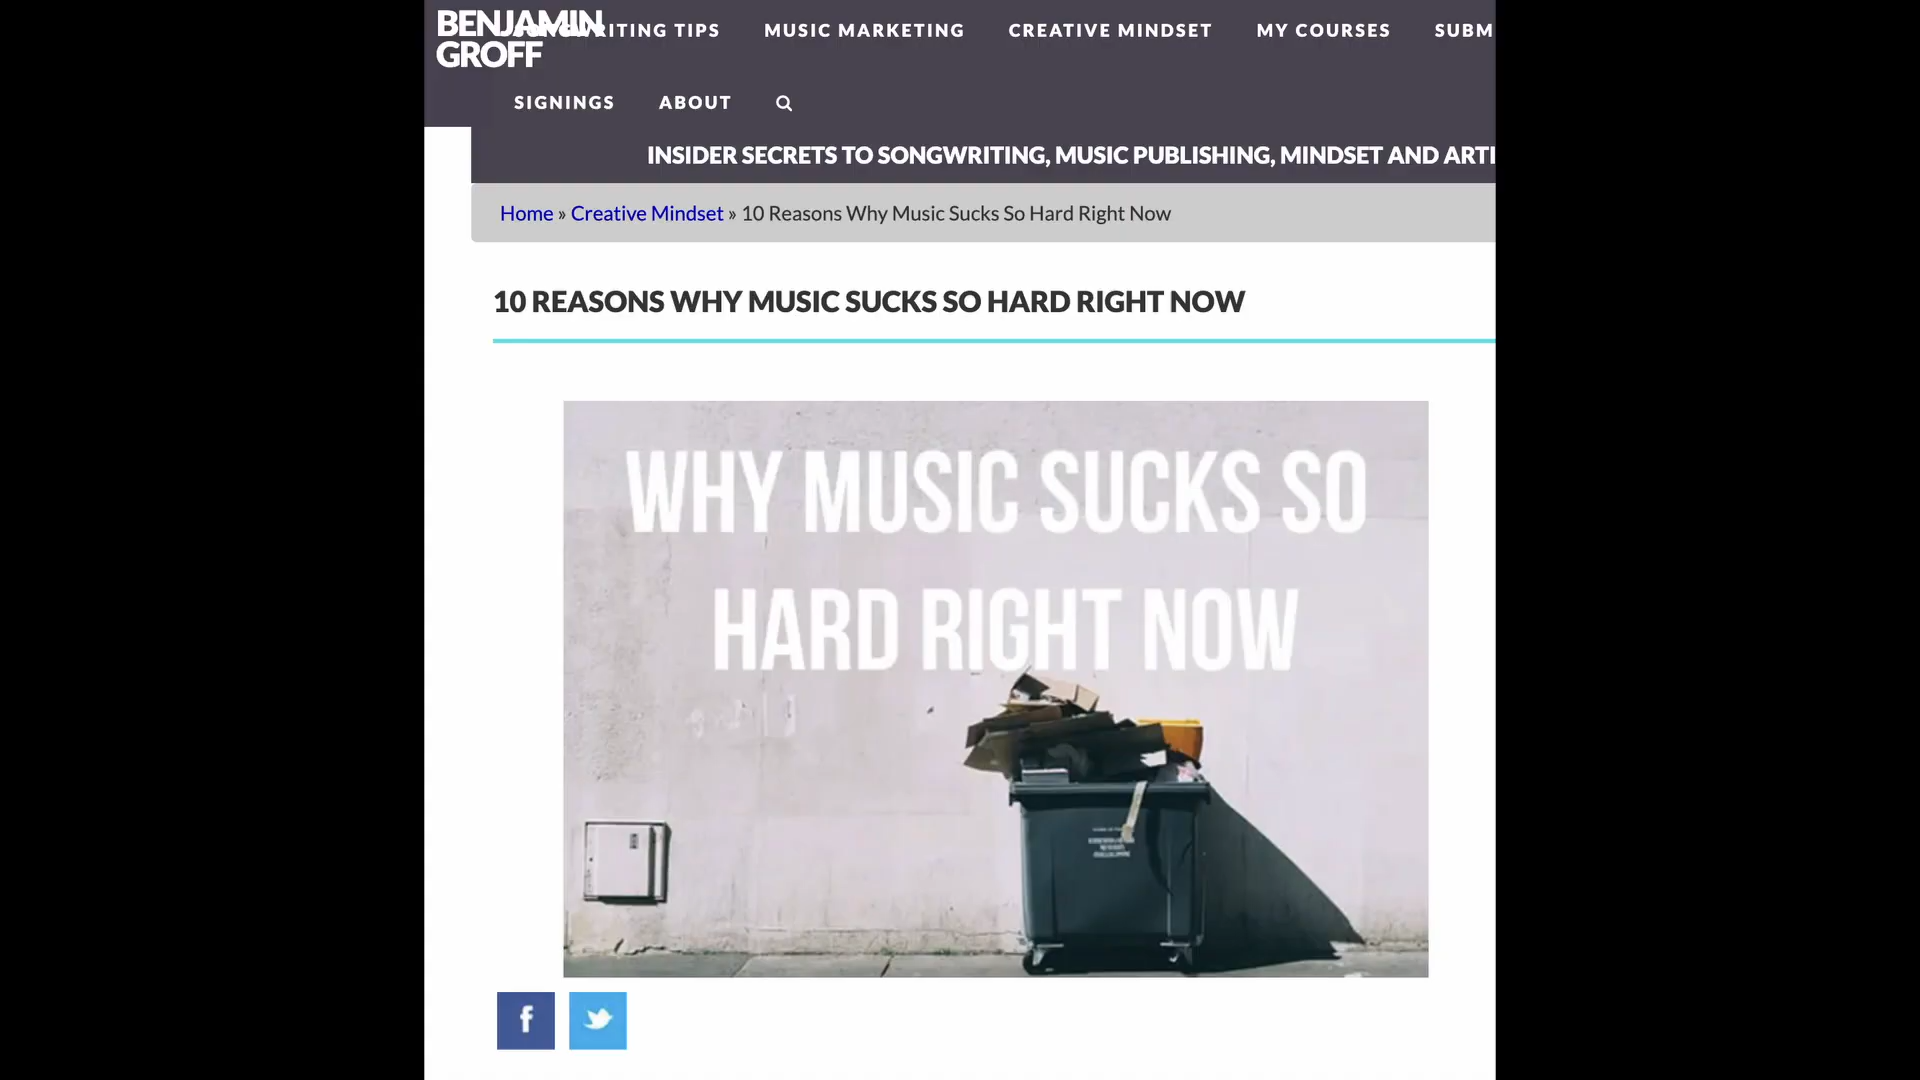 BENJAMIN
GROFF
SONGWRITING TIPS MUSIC MARKETING CREATIVE MINDSET MY COURSES SUBM
SIGNINGS ABOUT
INSIDER SECRETS TO SONGWRITING, MUSIC PUBLISHING, MINDSET AND ARTI
Home » Creative Mindset » 10 Reasons Why Music Sucks So Hard Right Now
10 REASONS WHY MUSIC SUCKS SO HARD RIGHT NOW
WHY MUSIC SUCKS SO
HARD RIGHT NOW
f